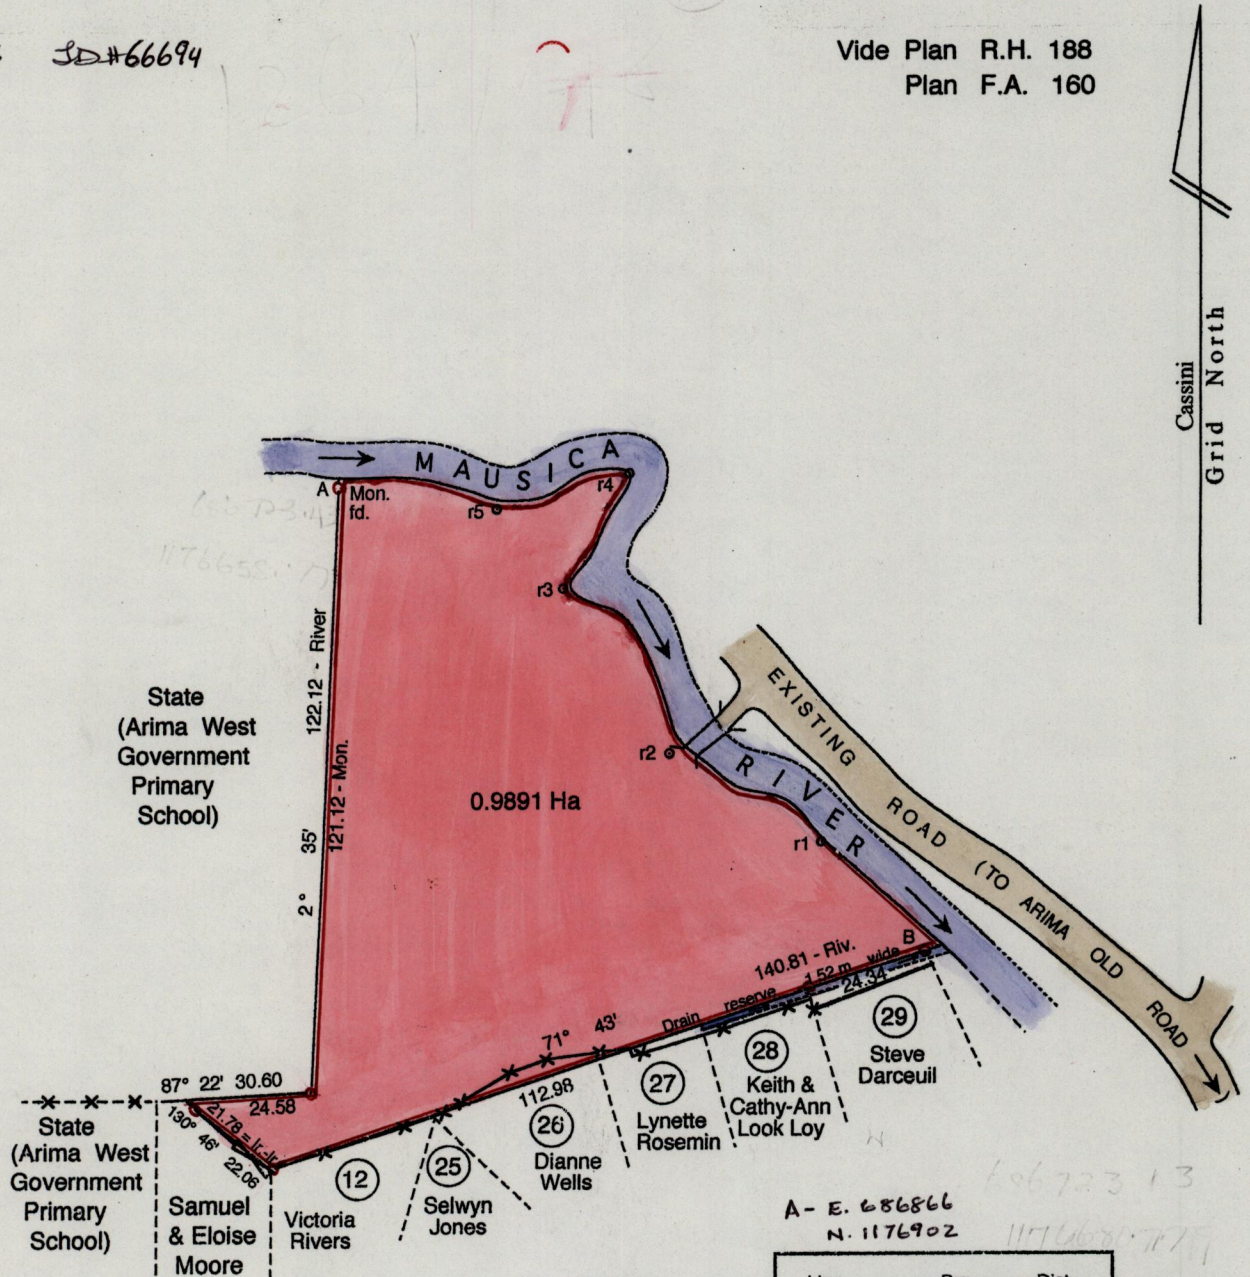 JD#66694
Vide Plan R.H. 188
Plan F.A. 160
Cassini
Grid North
MAUSICA
A
Mon.
fd.
r5
r4
r3
r2
r1
B
RIVER
EXISTING ROAD (TO ARIMA OLD ROAD
122.12 - River
121.12 - Mon.
2° 35'
State
(Arima West
Government
Primary
School)
0.9891 Ha
140.81 - Riv.
Drain reserve 1.52 m wide
24.34
71° 43'
112.98
87° 22' 30.60
24.58
21.78 = Ir.-Ir.
130° 46' 22.06
State
(Arima West
Government
Primary
School)
Samuel
& Eloise
Moore
12
Victoria
Rivers
25
Selwyn
Jones
26
Dianne
Wells
27
Lynette
Rosemin
28
Keith &
Cathy-Ann
Look Loy
29
Steve
Darceuil
A- E. 686866
N. 1176902